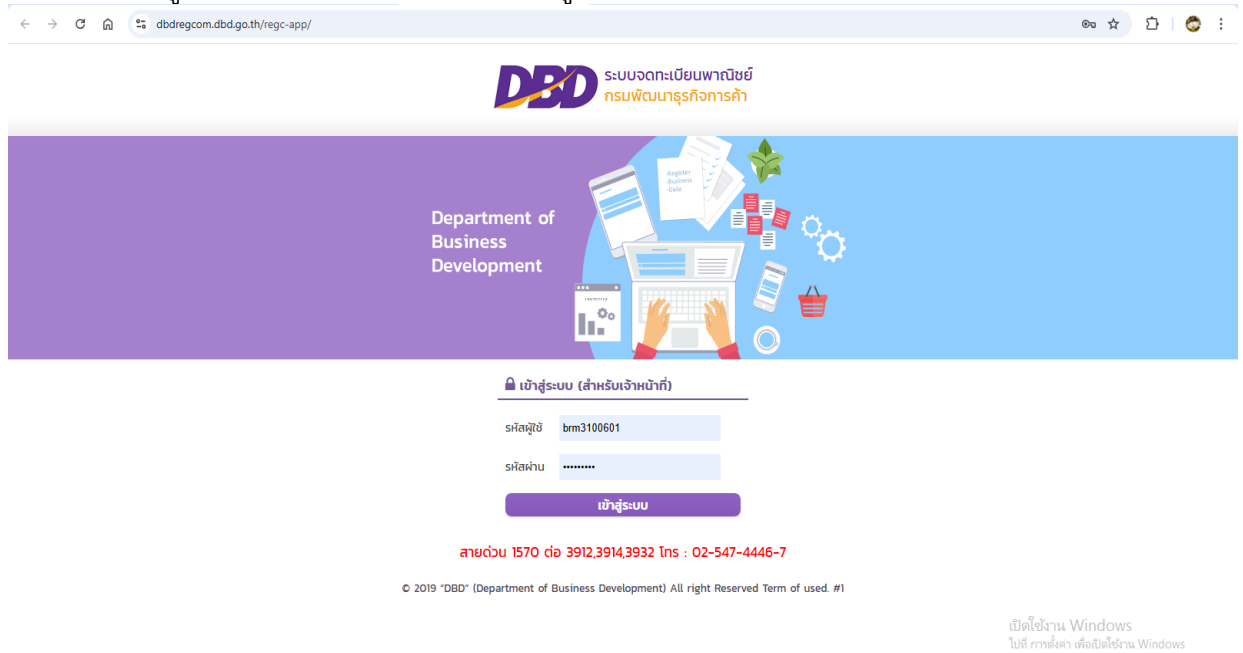 dbdregcom.dbd.go.th/regc-app/
DBD
ระบบจดทะเบียนพาณิชย์
กรมพัฒนาธุรกิจการค้า
-Register
-Business
-Data
Department of
Business
Development
เข้าสู่ระบบ (สำหรับเจ้าหน้าที่)
รหัสผู้ใช้ brm3100601
รหัสผ่าน •••••••••
เข้าสู่ระบบ
สายด่วน 1570 ต่อ 3912,3914,3932 โทร : 02-547-4446-7
© 2019 "DBD" (Department of Business Development) All right Reserved Term of used. #1
เปิดใช้งาน Windows
ไปที่ การตั้งค่า เพื่อเปิดใช้งาน Windows